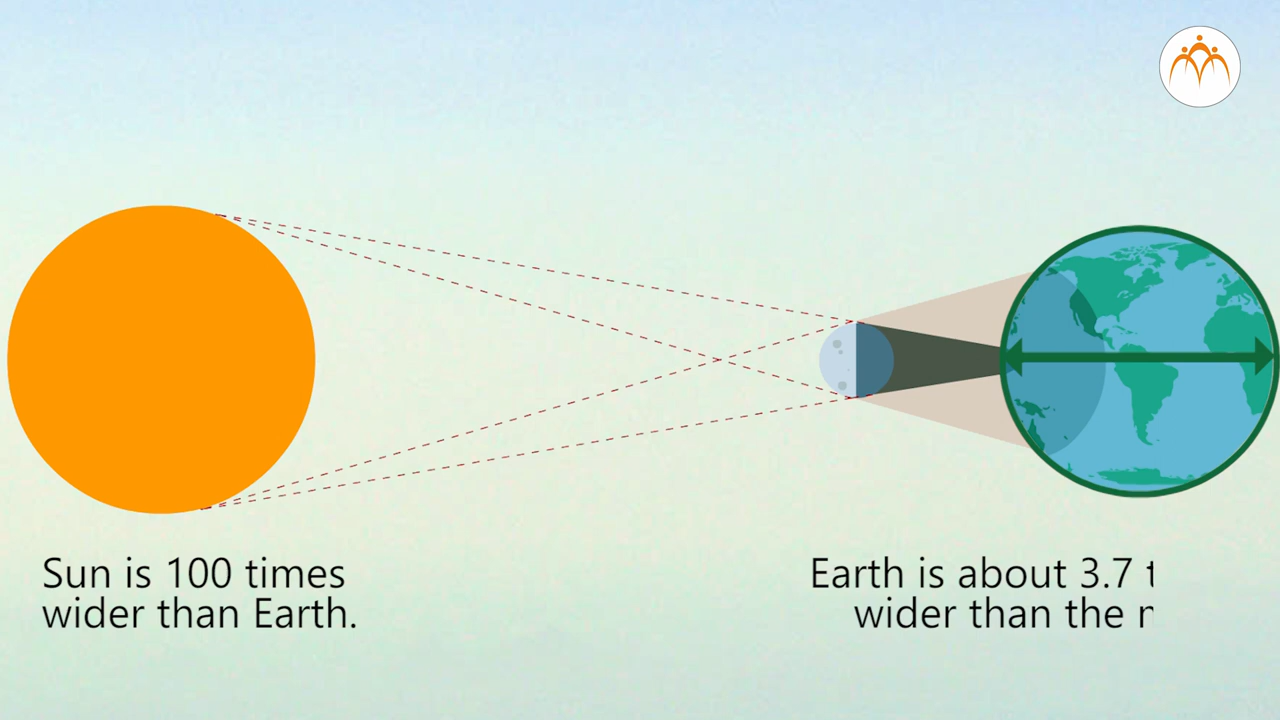 Sun is 100 times
wider than Earth.
Earth is about 3.7
wider than the